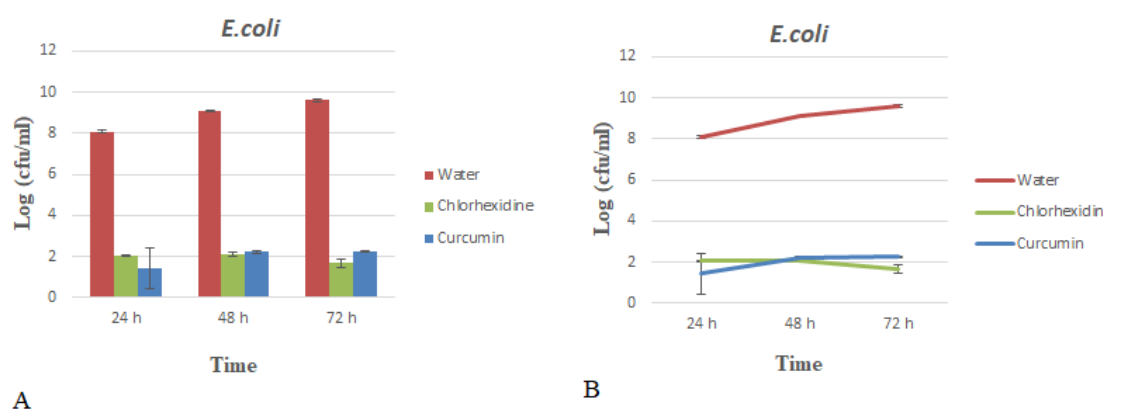 E.coli
12
10
8
6
4
2
0
Log (cfu/ml)
24 h 48 h 72 h
Time
Water
Chlorhexidine
Curcumin
A
E.coli
12
10
8
6
4
2
0
Log (cfu/ml)
24 h 48 h 72 h
Time
Water
Chlorhexidin
Curcumin
B